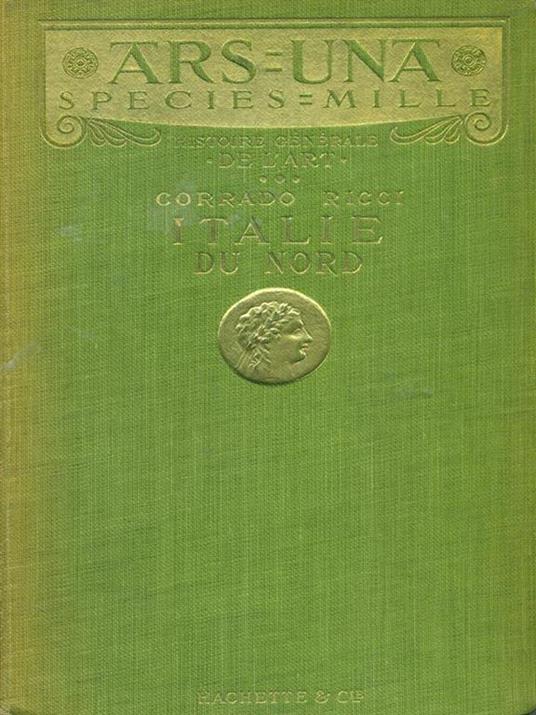 ARS=UNA
SPECIES=MILLE
HISTOIRE GÉNÉRALE
·DE L'ART·
CORRADO RICCI
ITALIE
DU NORD
HACHETTE & CIE